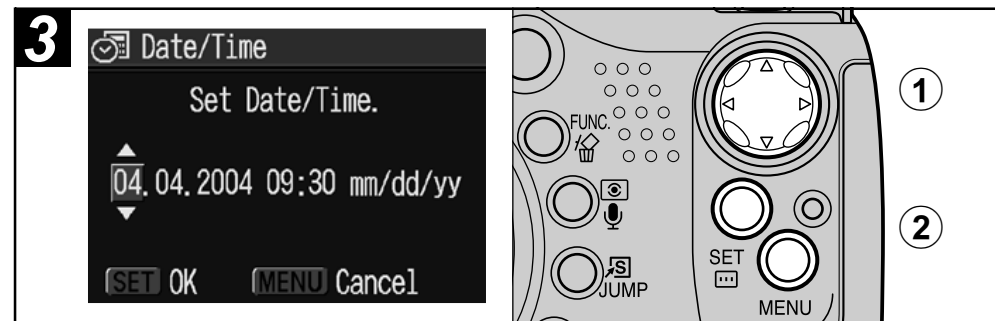 3
Date/Time
Set Date/Time.
04.04.2004 09:30 mm/dd/yy
SET OK MENU Cancel
FUNC.
JUMP
S
SET
MENU
1
2